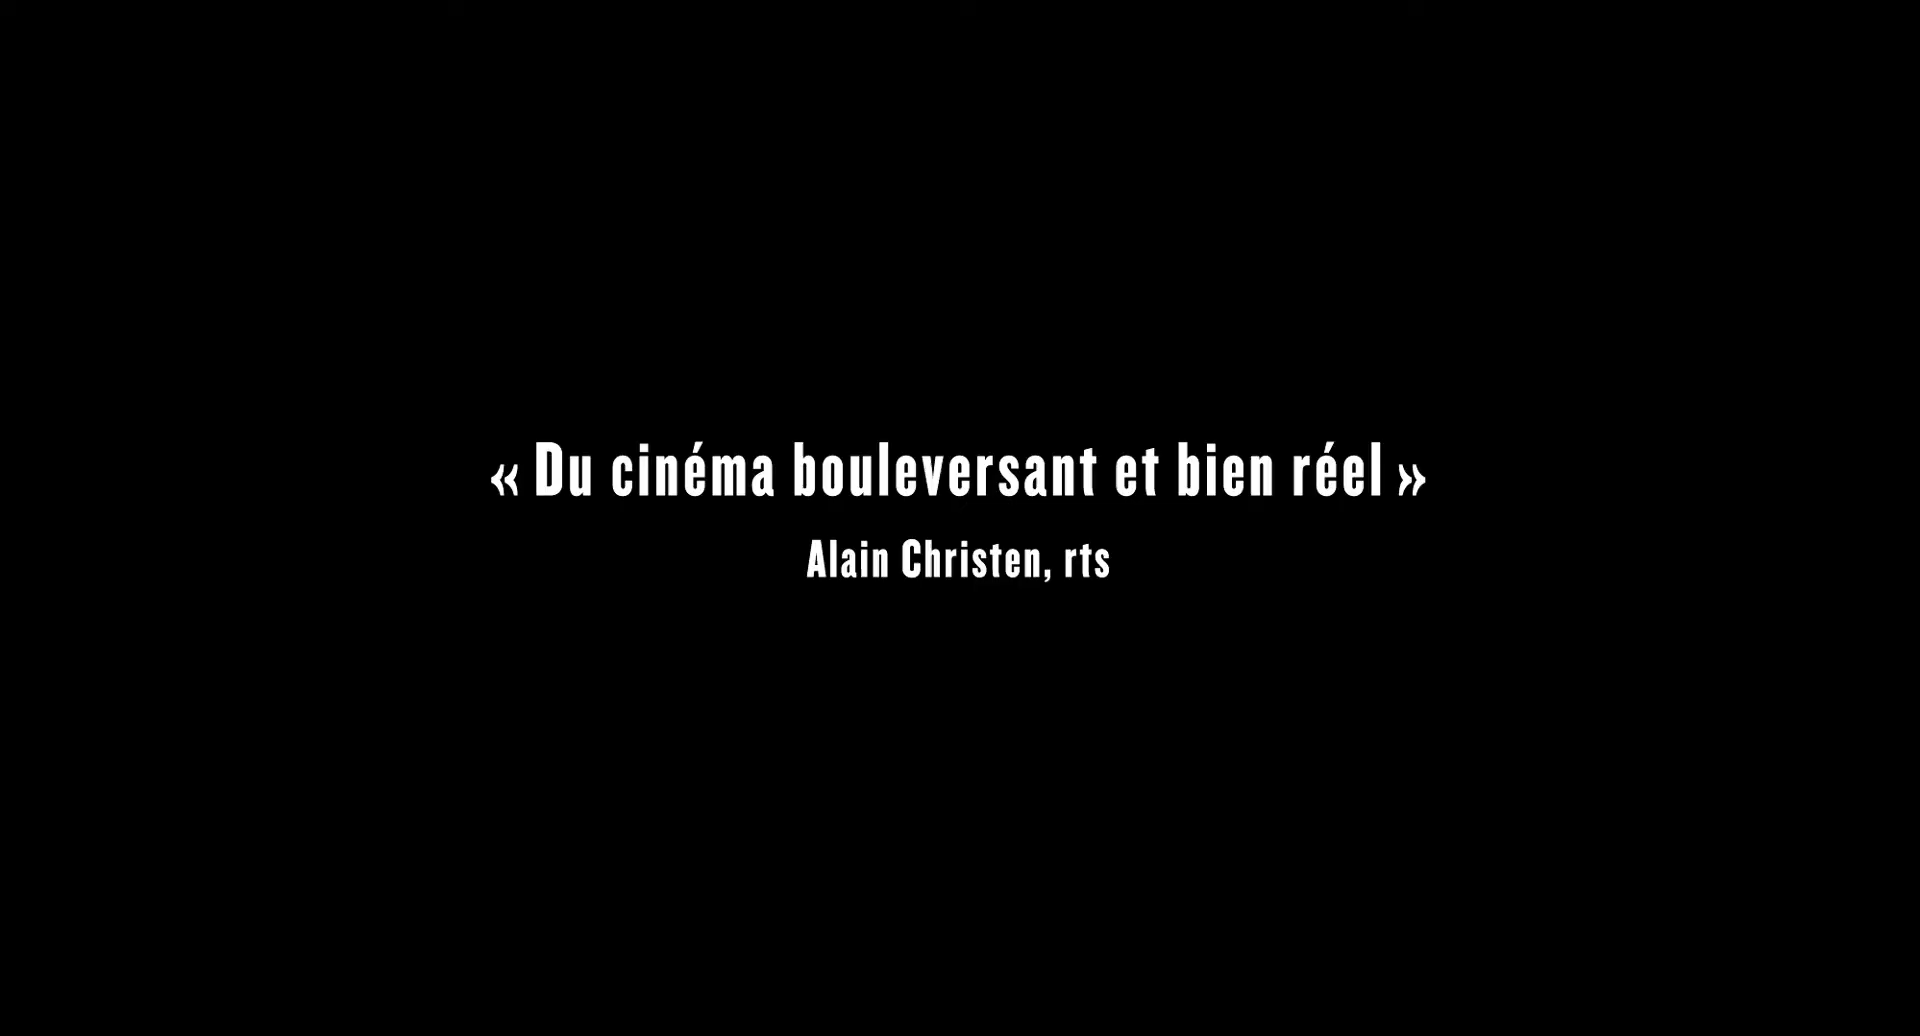 « Du cinéma bouleversant et bien réel »
Alain Christen, rts